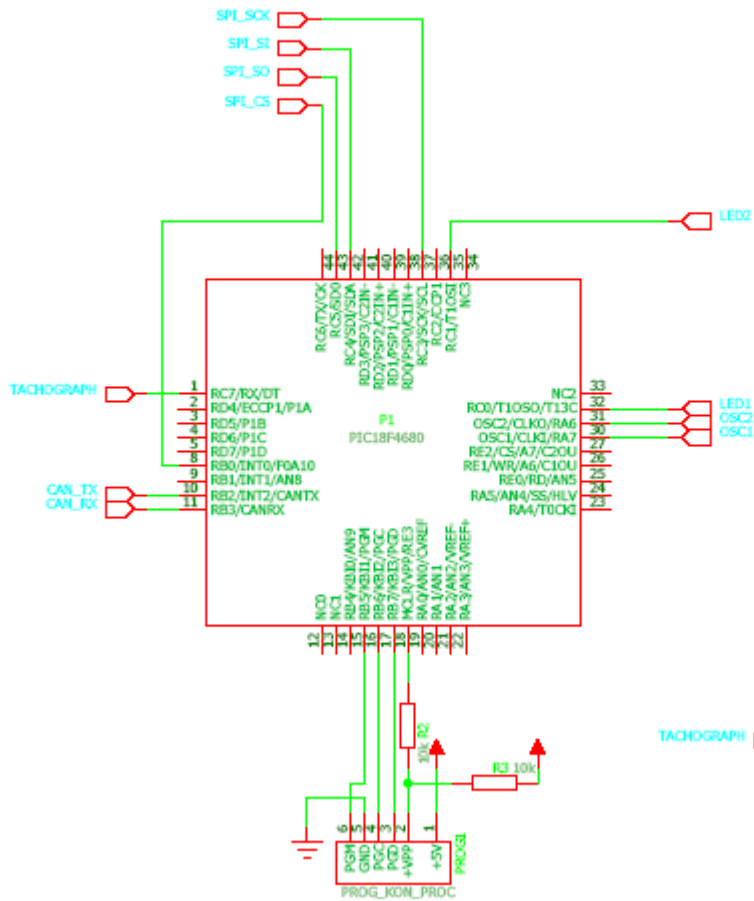 SPI_SCK
SPI_SI
SPI_SO
SPI_CS
LED2
44 43 42 41 40 39 38 37 36 35 34
RC6/TX/CK
RC5/SDO
RC4/SDI/SDA
RD3/PSP3/C2IN-
RD2/PSP2/C2IN+
RD1/PSP1/C1IN-
RD0/PSP0/C1IN+
RC3/SCK/SCL
RC2/CCP1
RC1/T1OSI
NC3
TACHOGRAPH
1 RC7/RX/DT
2 RD4/ECCP1/P1A
3 RD5/P1B
4 RD6/P1C
5 RD7/P1D
8 RB0/INT0/F0A10
9 RB1/INT1/AN8
CAN_TX 10 RB2/INT2/CANTX
CAN_RX 11 RB3/CANRX
P1
PIC18F4680
NC2 33
RC0/T1OSO/T13C 32 LED1
OSC2/CLKO/RA6 31 OSC2
OSC1/CLKI/RA7 30 OSC1
RE2/CS/A7/C2OU 27
RE1/WR/A6/C1OU 26
RE0/RD/AN5 25
RA5/AN4/SS/HLV 24
RA4/T0CKI 23
NC0
NC1
RB4/KBI0/AN9
RB5/KBI1/PGM
RB6/KBI2/PGC
RB7/KBI3/PGD
MCLR/VPP/RE3
RA0/AN0/CVREF
RA1/AN1
RA2/AN2/VREF-
RA3/AN3/VREF+
12 13 14 15 16 17 18 19 20 21 22
R2
10k
R3 10k
TACHOGRAPH
6 5 4 3 2 1
PGM
GND
PGC
PGD
+VPP
+5V
PROG1
PROG_KON_PROC